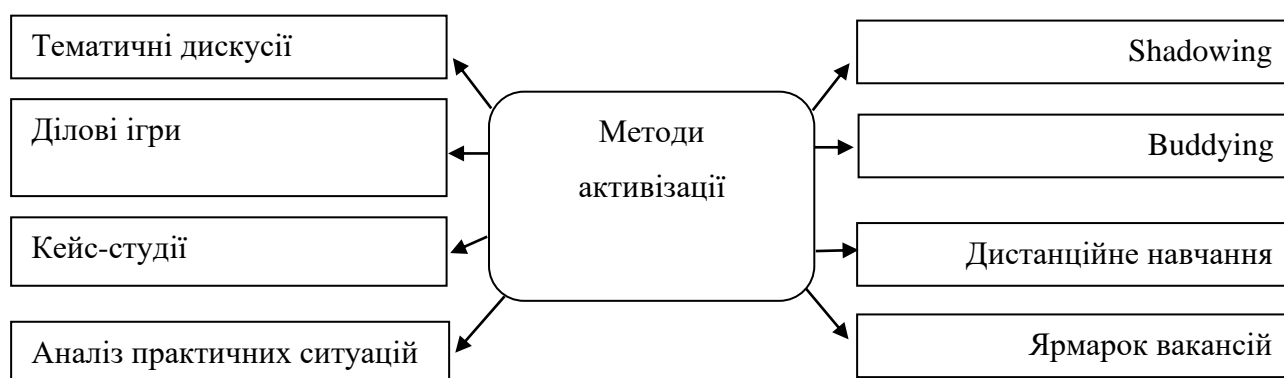 Тематичні дискусії
Ділові ігри
Кейс-студії
Аналіз практичних ситуацій
Методи
активізації
Shadowing
Buddying
Дистанційне навчання
Ярмарок вакансій